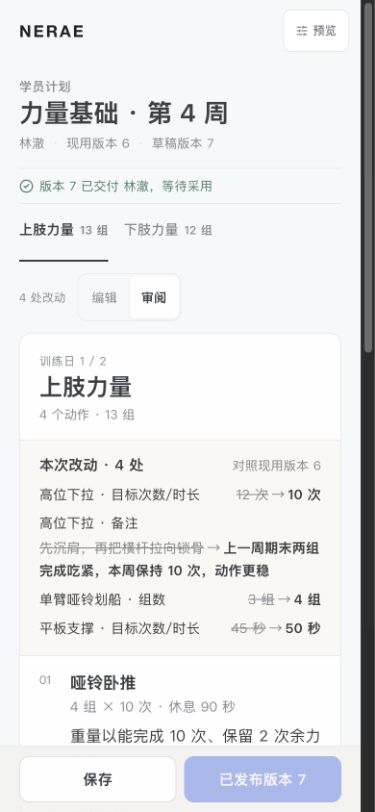 NERAE
预览
学员计划
力量基础 · 第 4 周
林澈 · 现用版本 6 · 草稿版本 7
版本 7 已交付 林澈，等待采用
上肢力量 13 组 下肢力量 12 组
4 处改动 编辑 审阅
训练日 1 / 2
上肢力量
4 个动作 · 13 组
本次改动 · 4 处 对照现用版本 6
高位下拉 · 目标次数/时长 12 次 → 10 次
高位下拉 · 备注
先沉肩，再把横杆拉向锁骨 → 上一周期末两组
完成吃紧，本周保持 10 次，动作更稳
单臂哑铃划船 · 组数 3 组 → 4 组
平板支撑 · 目标次数/时长 45 秒 → 50 秒
01 哑铃卧推
4 组 × 10 次 · 休息 90 秒
重量以能完成 10 次、保留 2 次余力
保存 已发布版本 7